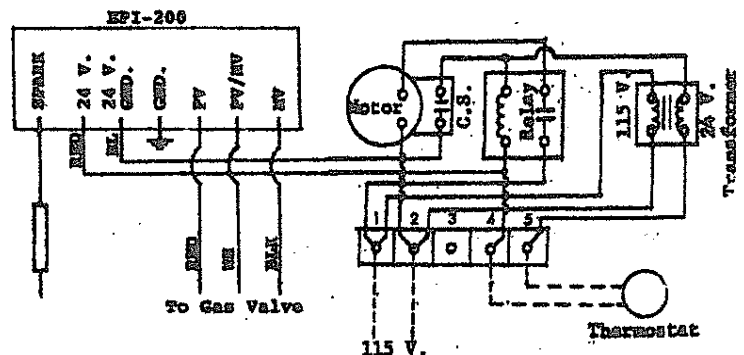 EPI-200
SPARK
24 V.
24 V. GND.
GND.
PV
PV/MV
MV
RED
BL
RED
WH
BLK
To Gas Valve
Motor
C.S.
Relay
115 V.
24 V.
Transformer
1 2 3 4 5
115 V.
Thermostat